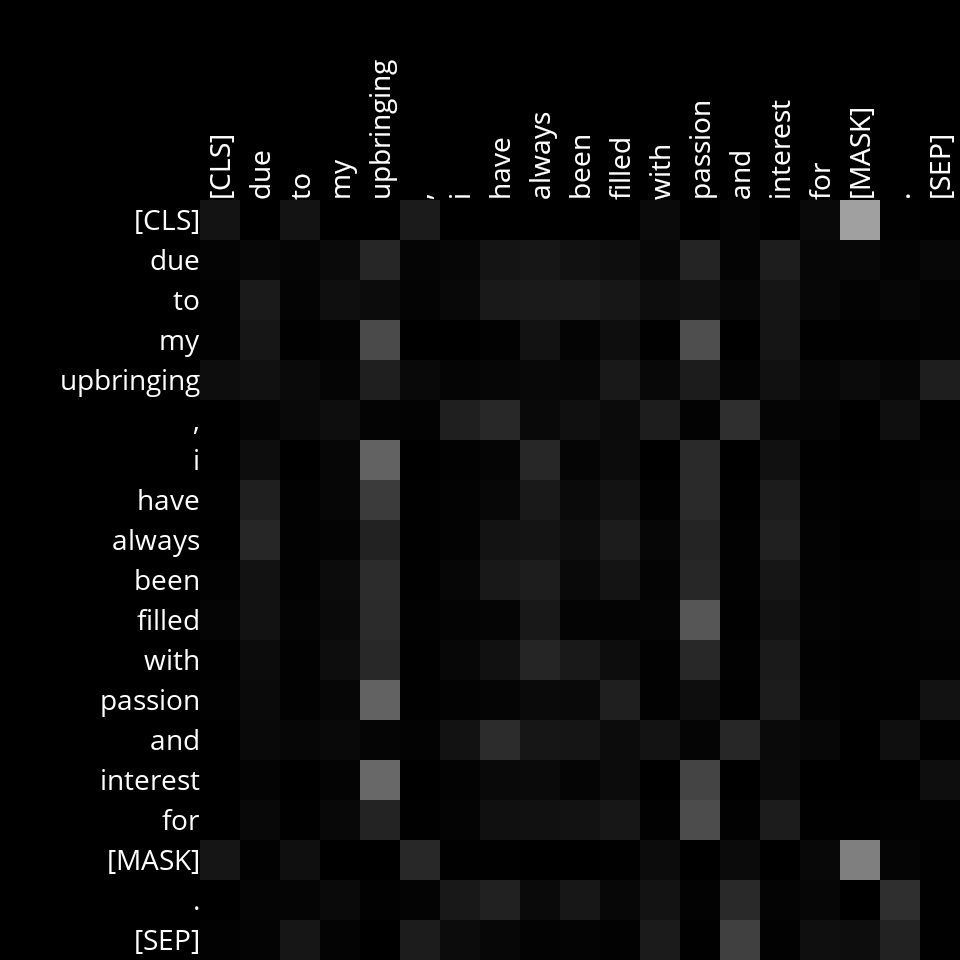 [CLS] due to my upbringing , i have always been filled with passion and interest for [MASK] . [SEP]
[CLS]
due
to
my
upbringing
,
i
have
always
been
filled
with
passion
and
interest
for
[MASK]
.
[SEP]